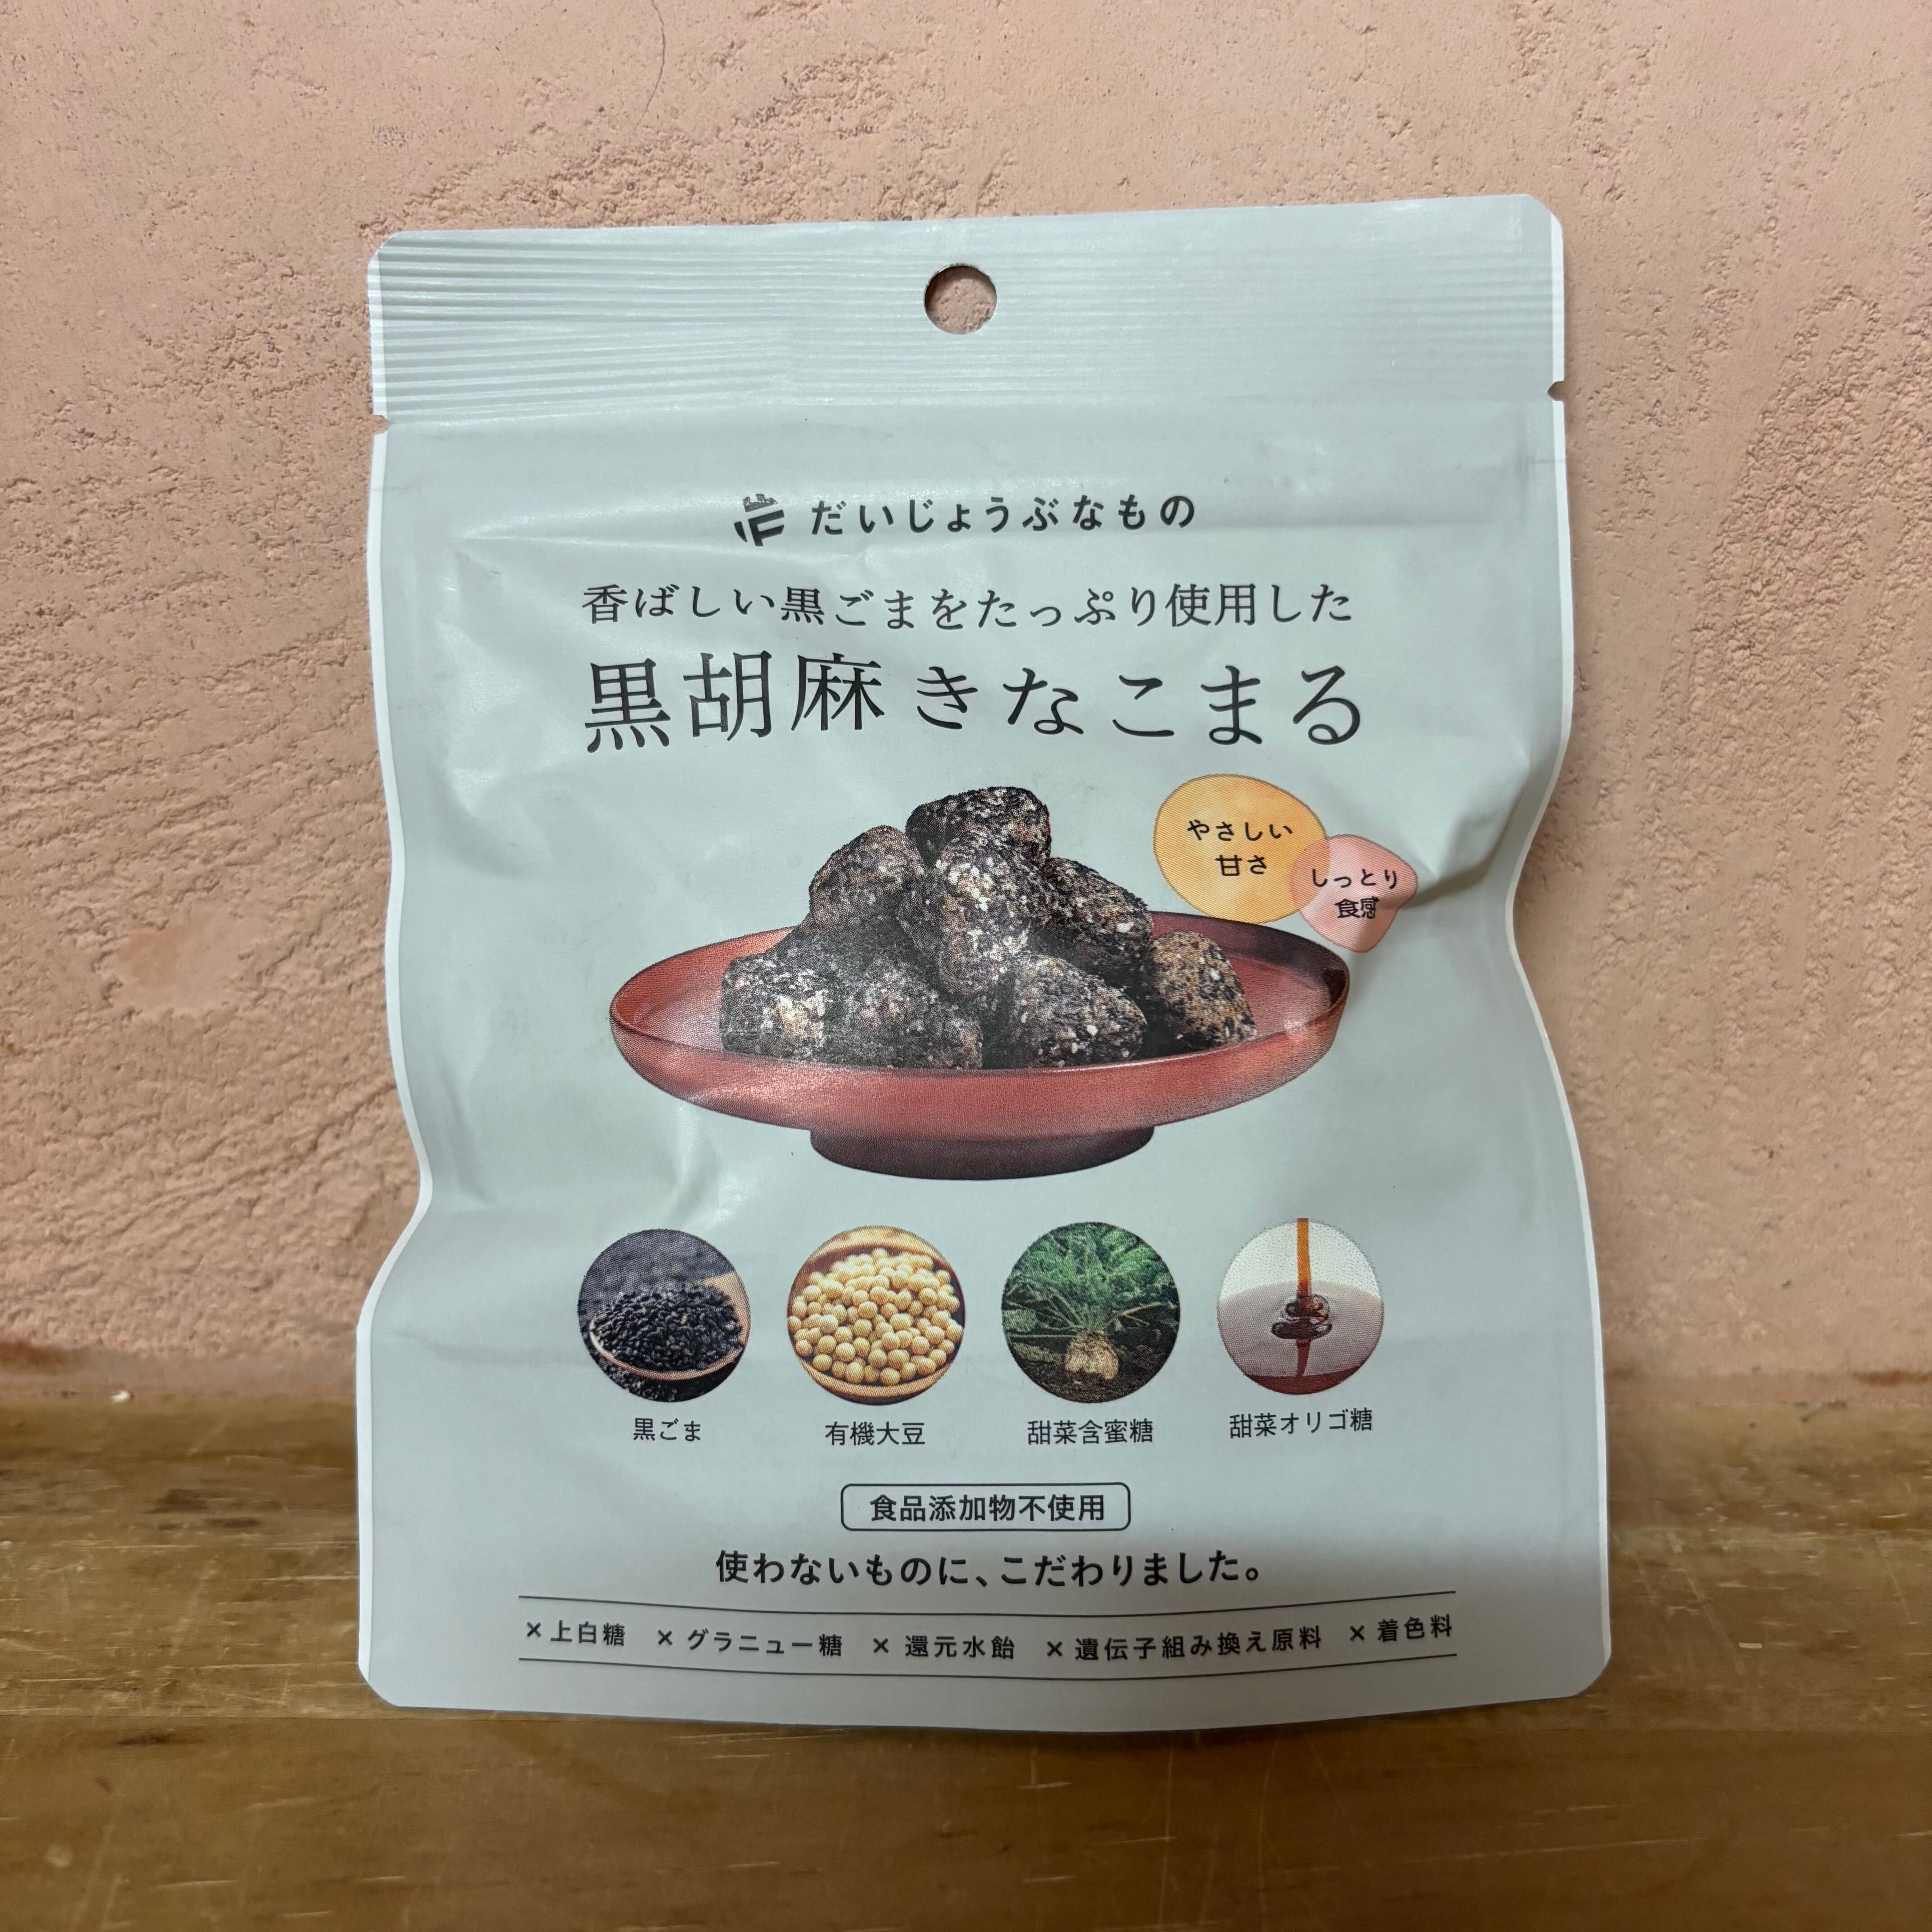 だいじょうぶなもの
香ばしい黒ごまをたっぷり使用した
黒胡麻きなこまる
やさしい
甘さ
しっとり
食感
黒ごま
有機大豆
甜菜含蜜糖
甜菜オリゴ糖
食品添加物不使用
使わないものに、こだわりました。
×上白糖 ×グラニュー糖 ×還元水飴 ×遺伝子組み換え原料 ×着色料